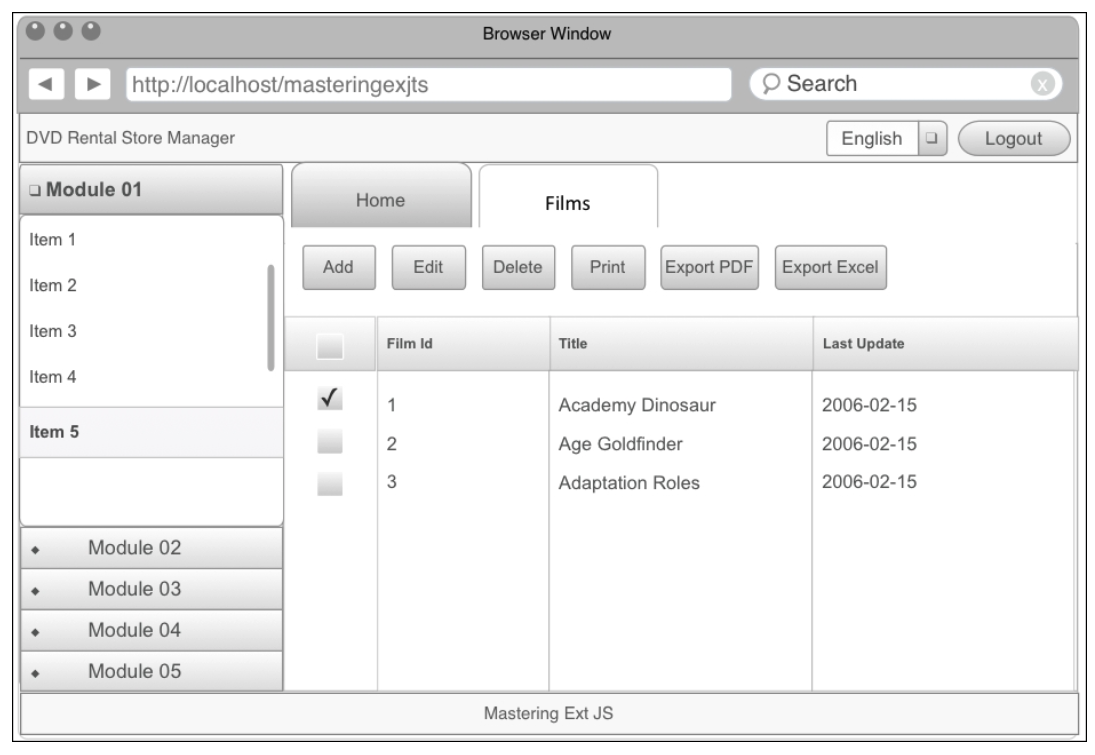 Browser Window
http://localhost/masteringexjts
Search
x
DVD Rental Store Manager
English
Logout
Module 01
Item 1
Item 2
Item 3
Item 4
Item 5
Module 02
Module 03
Module 04
Module 05
Home
Films
Add Edit Delete Print Export PDF Export Excel
Film Id Title Last Update
1 Academy Dinosaur 2006-02-15
2 Age Goldfinder 2006-02-15
3 Adaptation Roles 2006-02-15
Mastering Ext JS